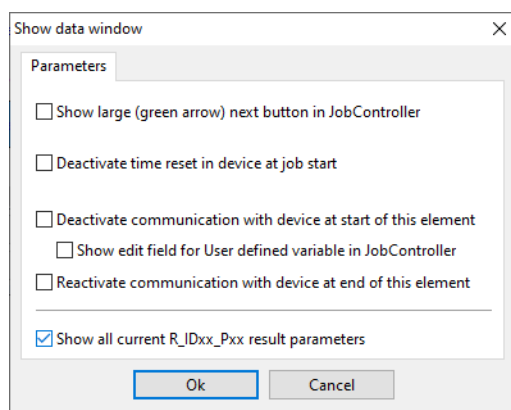 Show data window
Parameters
Show large (green arrow) next button in JobController
Deactivate time reset in device at job start
Deactivate communication with device at start of this element
Show edit field for User defined variable in JobController
Reactivate communication with device at end of this element
Show all current R_IDxx_Pxx result parameters
Ok Cancel